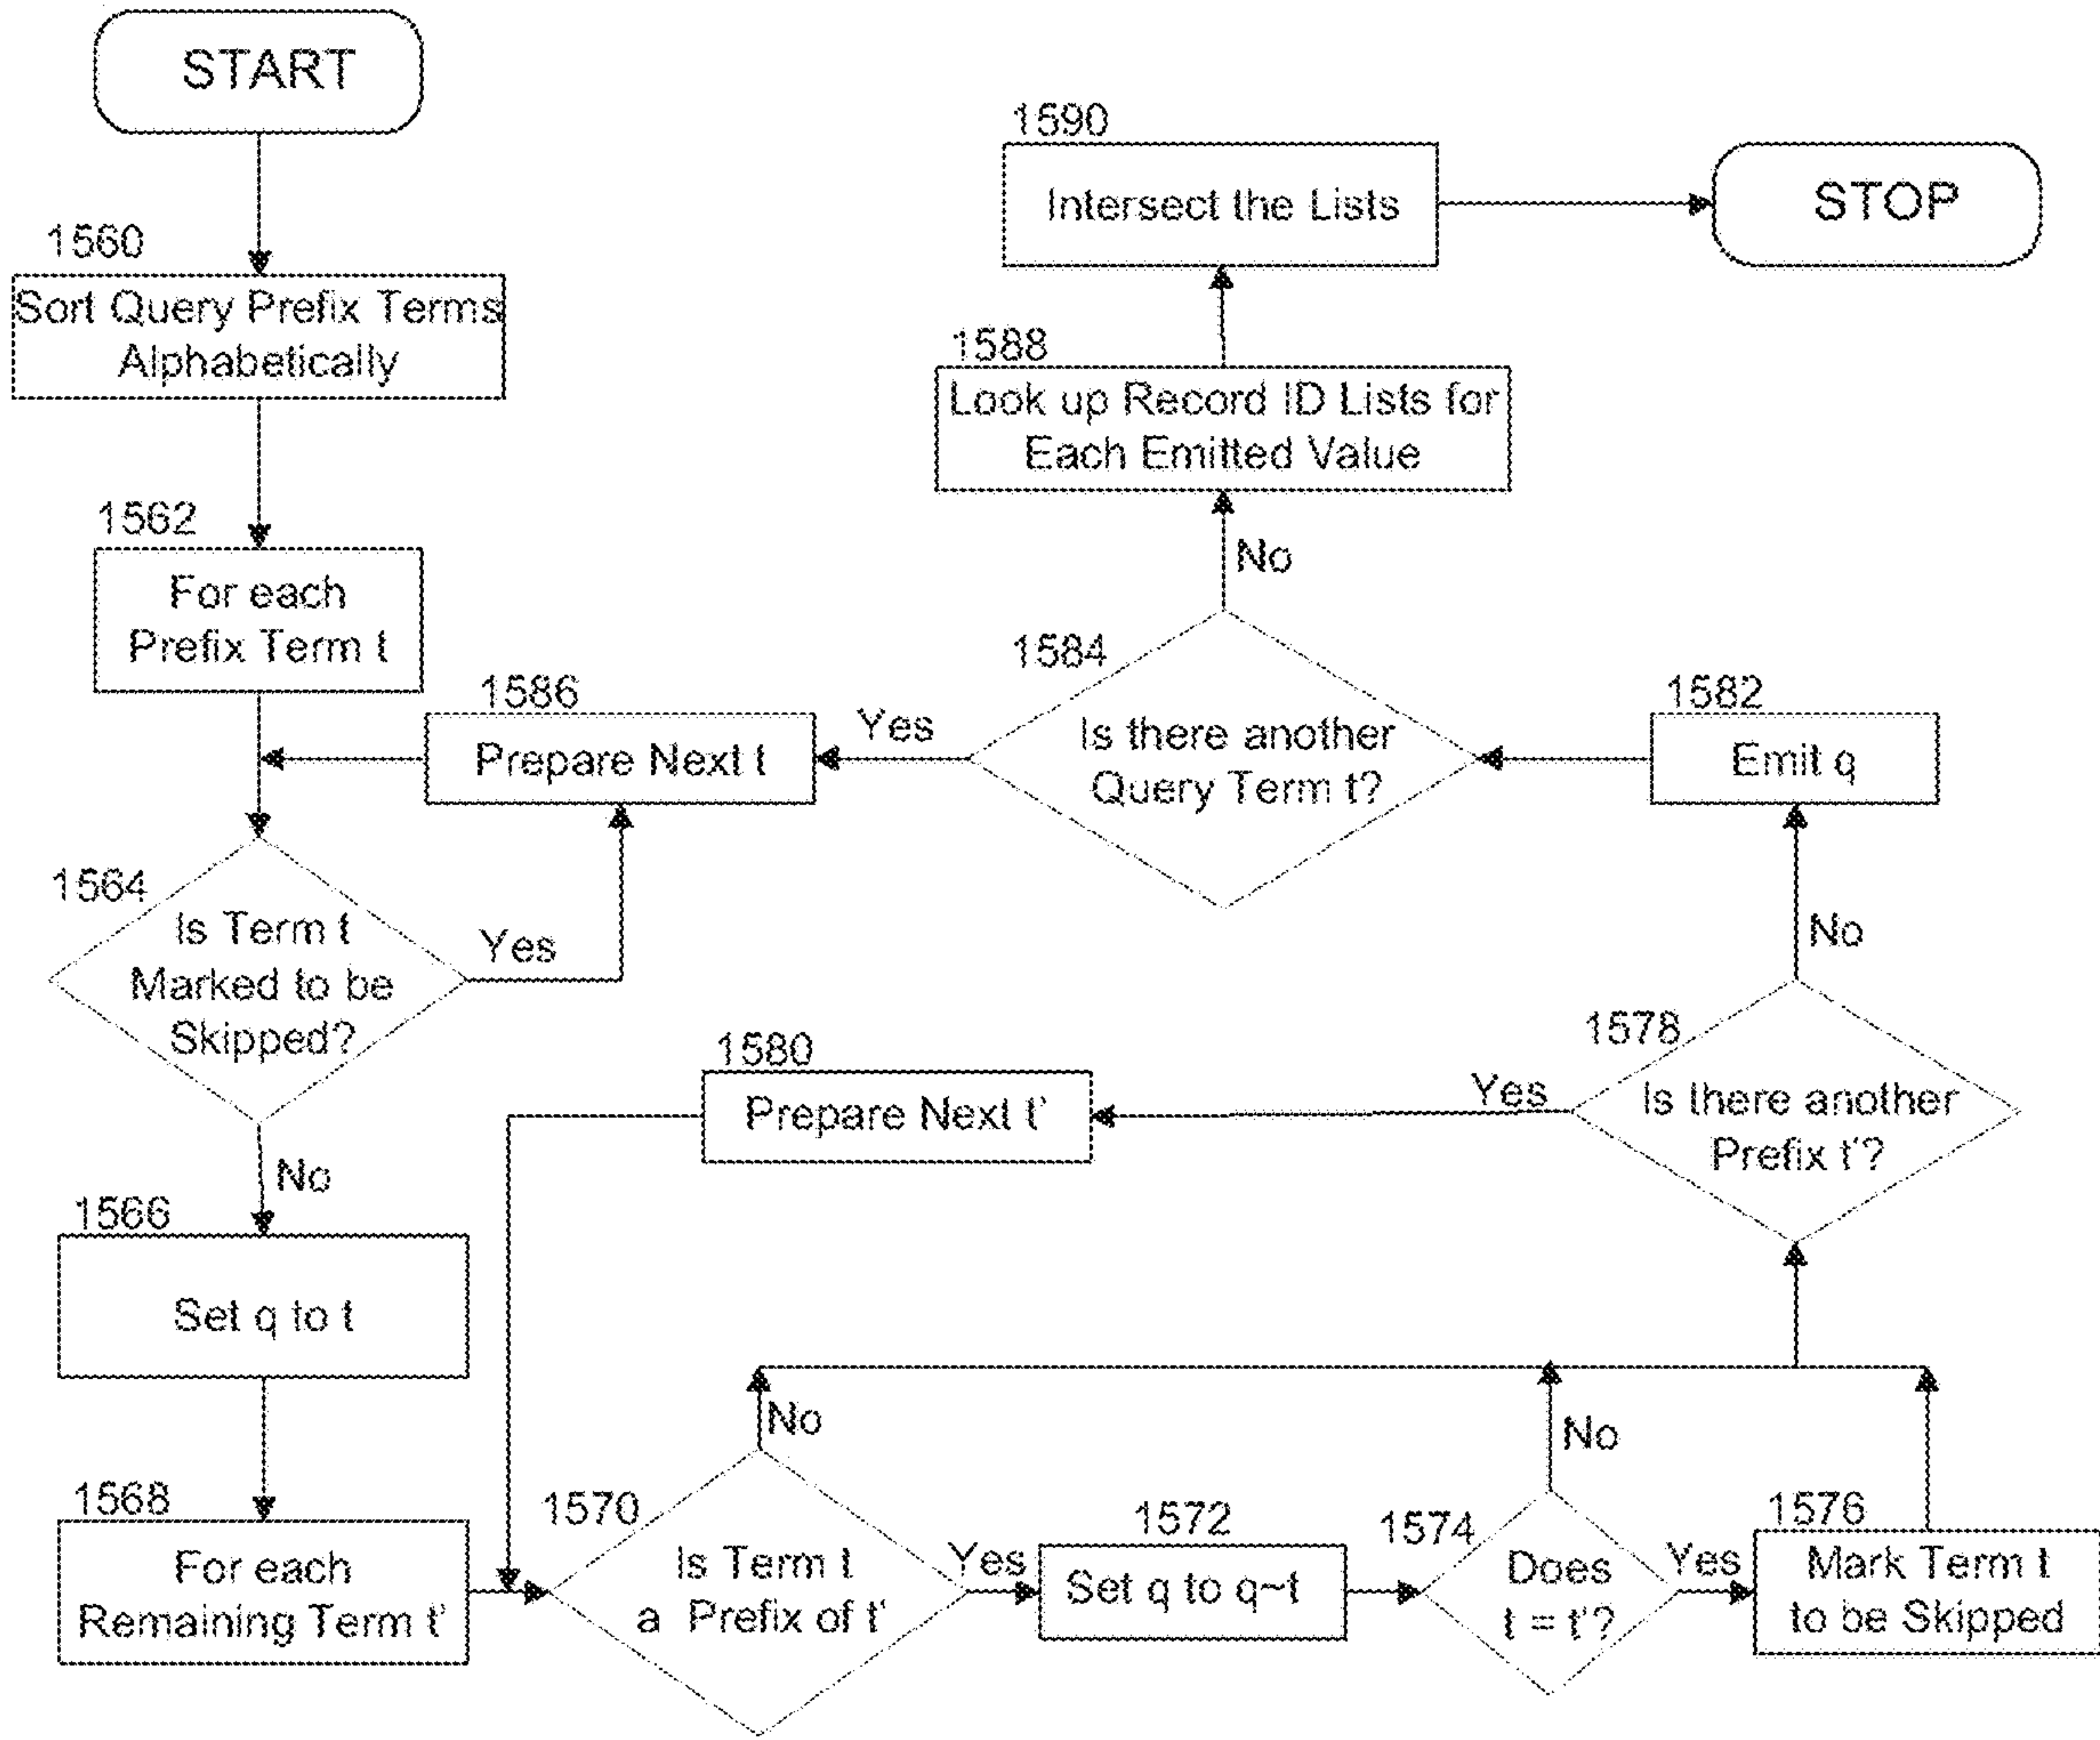 START
1560
Sort Query Prefix Terms
Alphabetically
1562
For each
Prefix Term t
1564
Is Term t
Marked to be
Skipped?
Yes
No
1566
Set q to t
1568
For each
Remaining Term t'
1570
Is Term t
a Prefix of t'
No
Yes
1572
Set q to q~t
1574
Does
t = t'?
No
Yes
1576
Mark Term t
to be Skipped
1578
Is there another
Prefix t'?
Yes
No
1580
Prepare Next t'
1582
Emit q
1584
Is there another
Query Term t?
Yes
No
1586
Prepare Next t
1588
Look up Record ID Lists for
Each Emitted Value
1590
Intersect the Lists
STOP